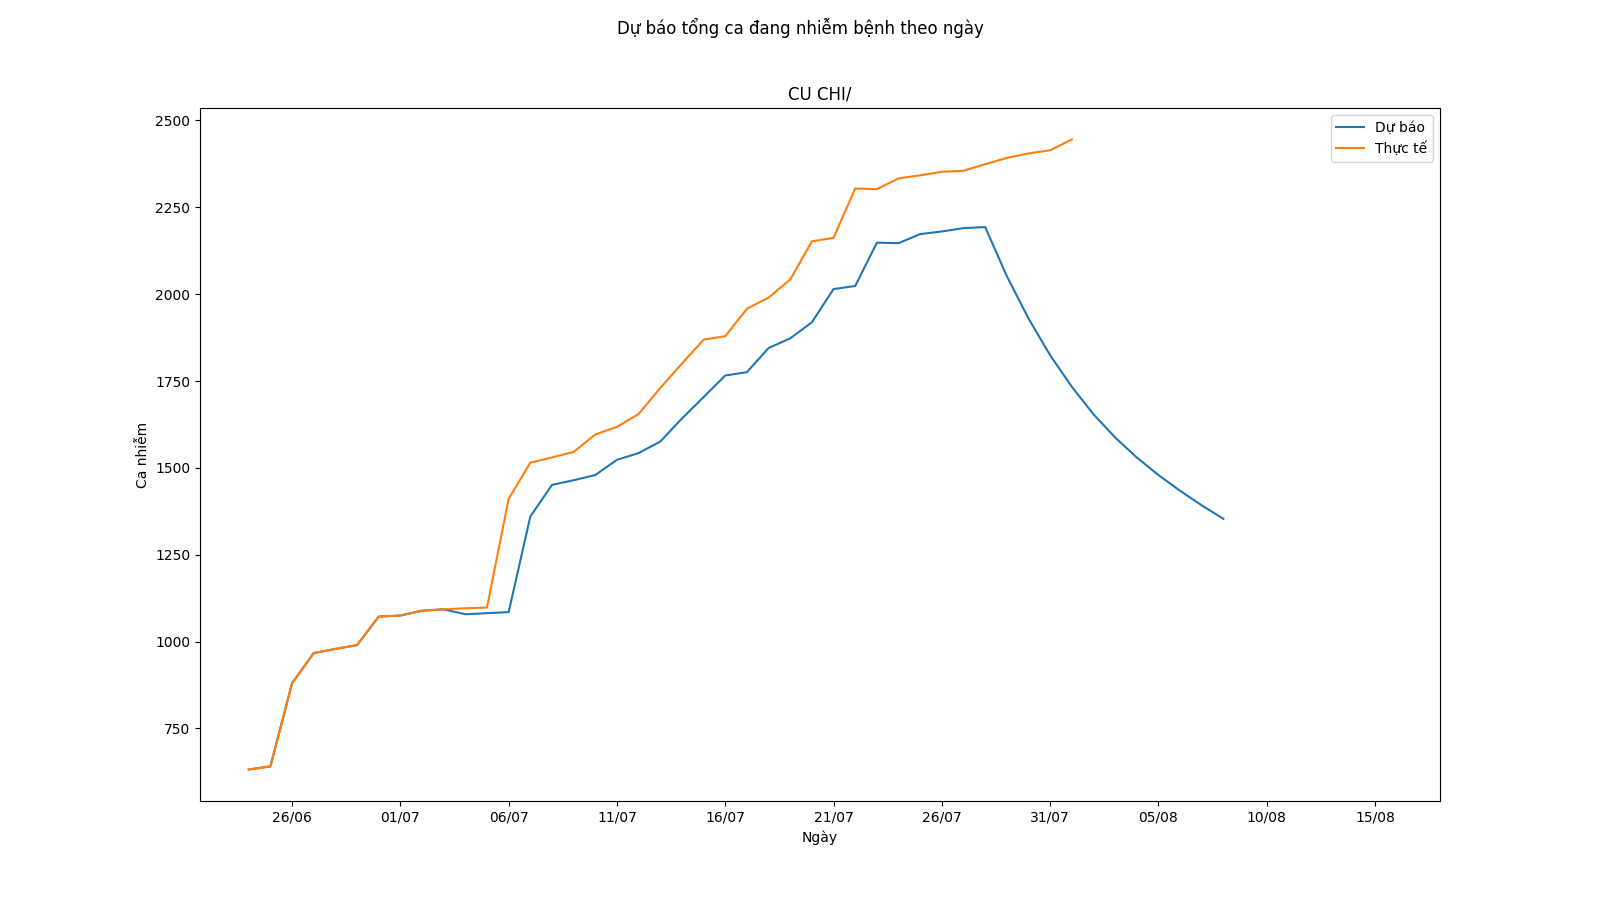 Dự báo tổng ca đang nhiễm bệnh theo ngày
CU CHI/
Dự báo
Thực tế
2500
2250
2000
1750
1500
1250
1000
750
Ca nhiễm
26/06 01/07 06/07 11/07 16/07 21/07 26/07 31/07 05/08 10/08 15/08
Ngày